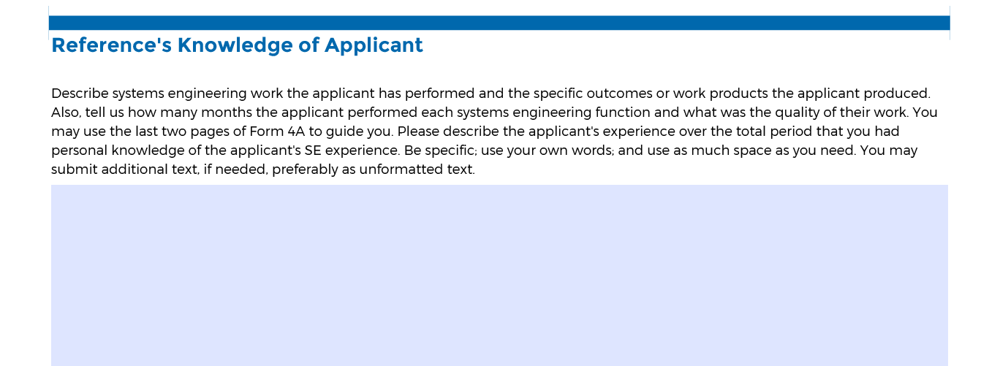 Reference's Knowledge of Applicant
Describe systems engineering work the applicant has performed and the specific outcomes or work products the applicant produced.
Also, tell us how many months the applicant performed each systems engineering function and what was the quality of their work. You
may use the last two pages of Form 4A to guide you. Please describe the applicant's experience over the total period that you had
personal knowledge of the applicant's SE experience. Be specific; use your own words; and use as much space as you need. You may
submit additional text, if needed, preferably as unformatted text.